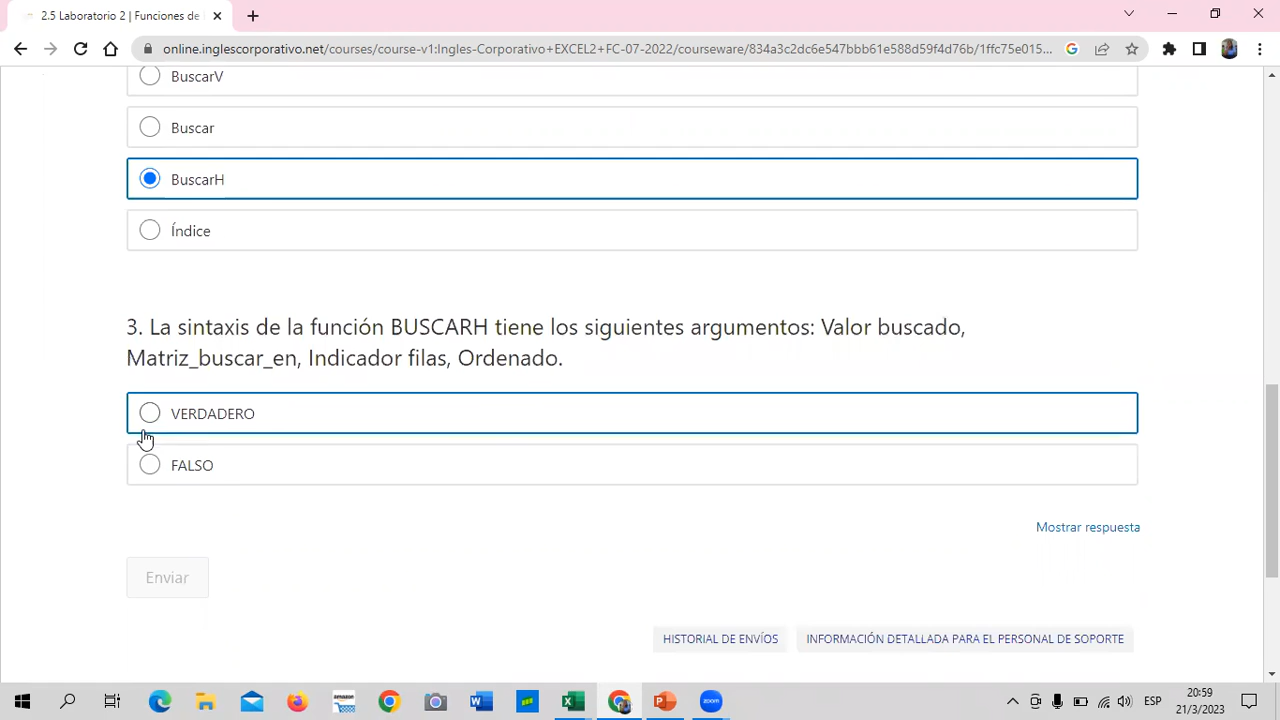 2.5 Laboratorio 2 | Funciones de
online.inglescorporativo.net/courses/course-v1:Ingles-Corporativo+EXCEL2+FC-07-2022/courseware/834a3c2dc6e547bbb61e588d59f4d76b/1ffc75e015...
BuscarV
Buscar
BuscarH
Índice
3. La sintaxis de la función BUSCARH tiene los siguientes argumentos: Valor buscado,
Matriz_buscar_en, Indicador filas, Ordenado.
VERDADERO
FALSO
Mostrar respuesta
Enviar
HISTORIAL DE ENVÍOS
INFORMACIÓN DETALLADA PARA EL PERSONAL DE SOPORTE
amazon
zoom
ESP
20:59
21/3/2023